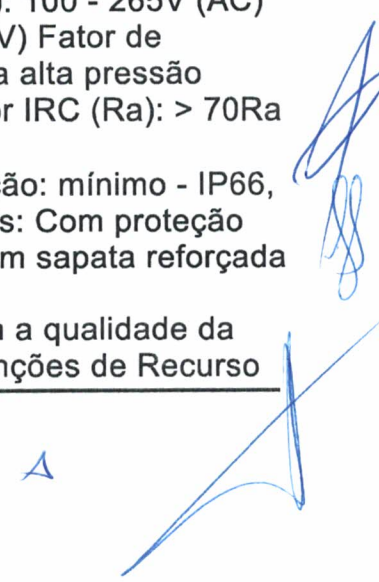 : 100 - 265V (AC)
V) Fator de
a alta pressão
or IRC (Ra): > 70Ra
ão: mínimo - IP66,
s: Com proteção
m sapata reforçada
a qualidade da
nções de Recurso